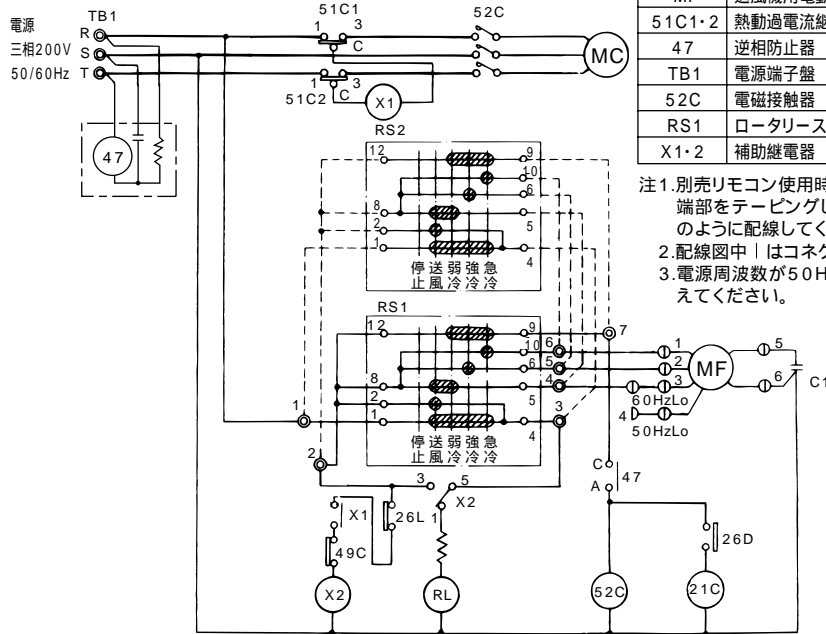 電源
三相200V
50/60Hz
TB1
R
S
T
47
51C1
1 3
C
1 3
51C2 C
X1
52C
MC
51C1・2 熱動過電流
47 逆相防止器
TB1 電源端子盤
52C 電磁接触器
RS1 ロータリース
X1・2 補助継電器
注1.別売リモコン使用時
端部をテーピングし
のように配線してく
2.配線図中｜はコネク
3.電源周波数が50H
えてください。
RS2
12
8
2
1
9
10
6
5
4
停止 送風 弱冷 強冷 急冷
RS1
12
8
2
1
9
10
6
5
4
停止 送風 弱冷 強冷 急冷
1
2
3
4
5
6
7
1
2
3
4
60HzLo
50HzLo
MF
5
6
C1
3 5
X2
1
X1
26L
49C
X2
RL
C
A
47
26D
52C
21C